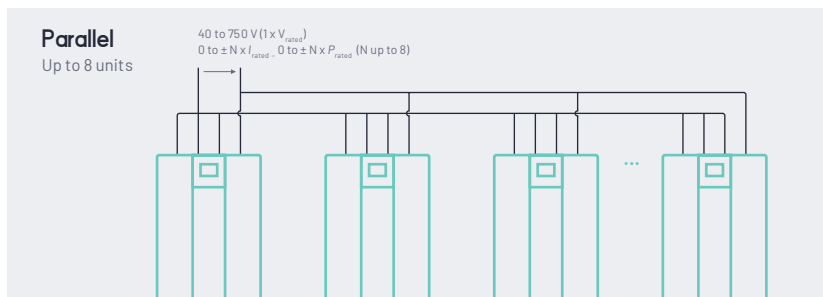 Parallel
Up to 8 units
40 to 750 V (1 x Vrated)
0 to ± N x Irated - 0 to ± N x Prated (N up to 8)